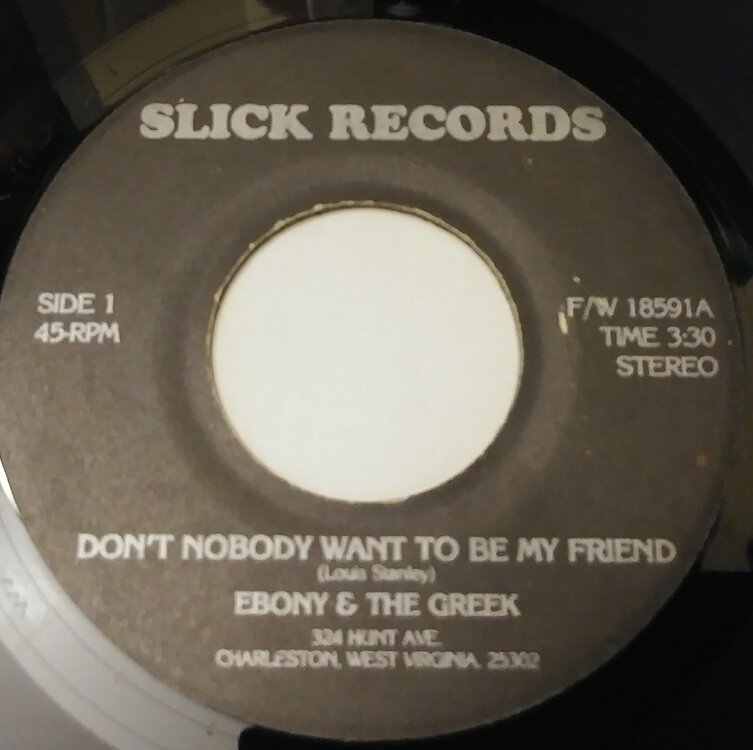 SLICK RECORDS
SIDE 1
45-RPM
F/W 18591A
TIME 3:30
STEREO
DON'T NOBODY WANT TO BE MY FRIEND
(Louis Stanley)
EBONY & THE GREEK
324 HUNT AVE.
CHARLESTON, WEST VIRGINIA, 25302